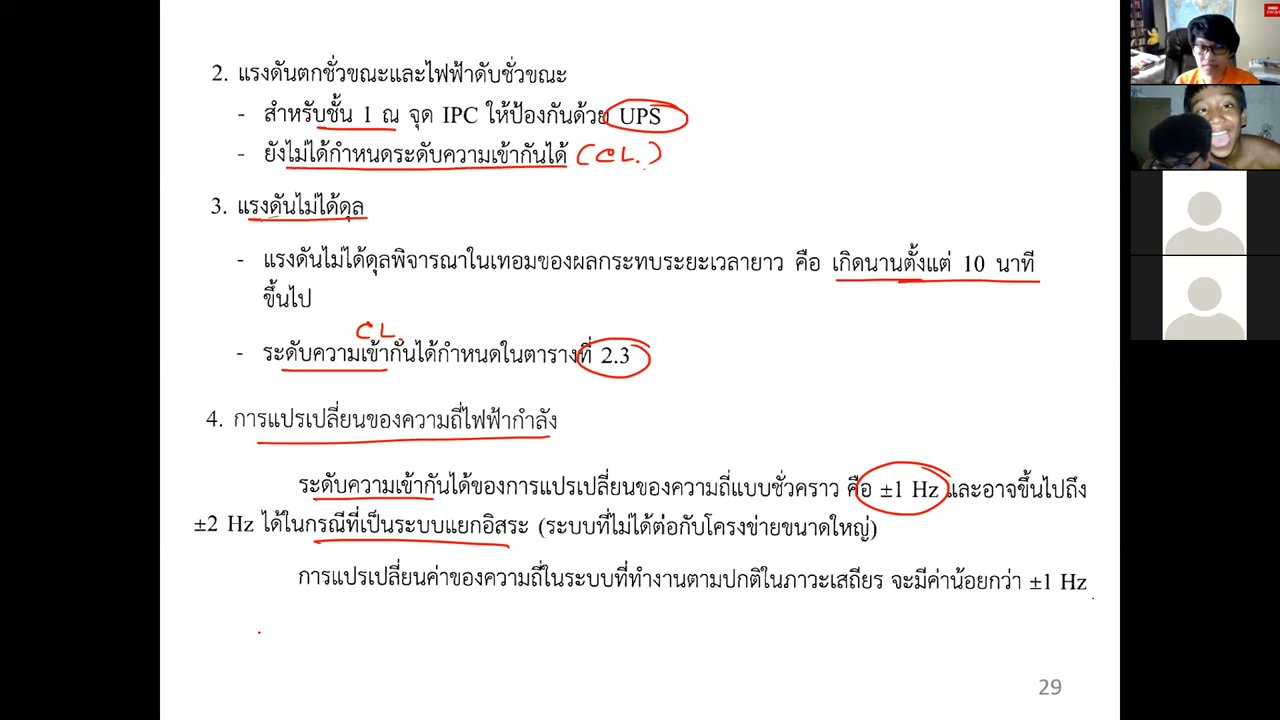 2. แรงดันตกชั่วขณะและไฟฟ้าดับชั่วขณะ
- สำหรับชั้น 1 ณ จุด IPC ให้ป้องกันด้วย UPS
- ยังไม่ได้กำหนดระดับความเข้ากันได้ (CL.)
3. แรงดันไม่ได้ดุล
- แรงดันไม่ได้ดุลพิจารณาในเทอมของผลกระทบระยะเวลายาว คือ เกิดนานตั้งแต่ 10 นาที
ขึ้นไป
CL.
- ระดับความเข้ากันได้กำหนดในตารางที่ 2.3
4. การแปรเปลี่ยนของความถี่ไฟฟ้ากำลัง
ระดับความเข้ากันได้ของการแปรเปลี่ยนของความถี่แบบชั่วคราว คือ ±1 Hz และอาจขึ้นไปถึง
±2 Hz ได้ในกรณีที่เป็นระบบแยกอิสระ (ระบบที่ไม่ได้ต่อกับโครงข่ายขนาดใหญ่)
การแปรเปลี่ยนค่าของความถี่ในระบบที่ทำงานตามปกติในภาวะเสถียร จะมีค่าน้อยกว่า ±1 Hz
29